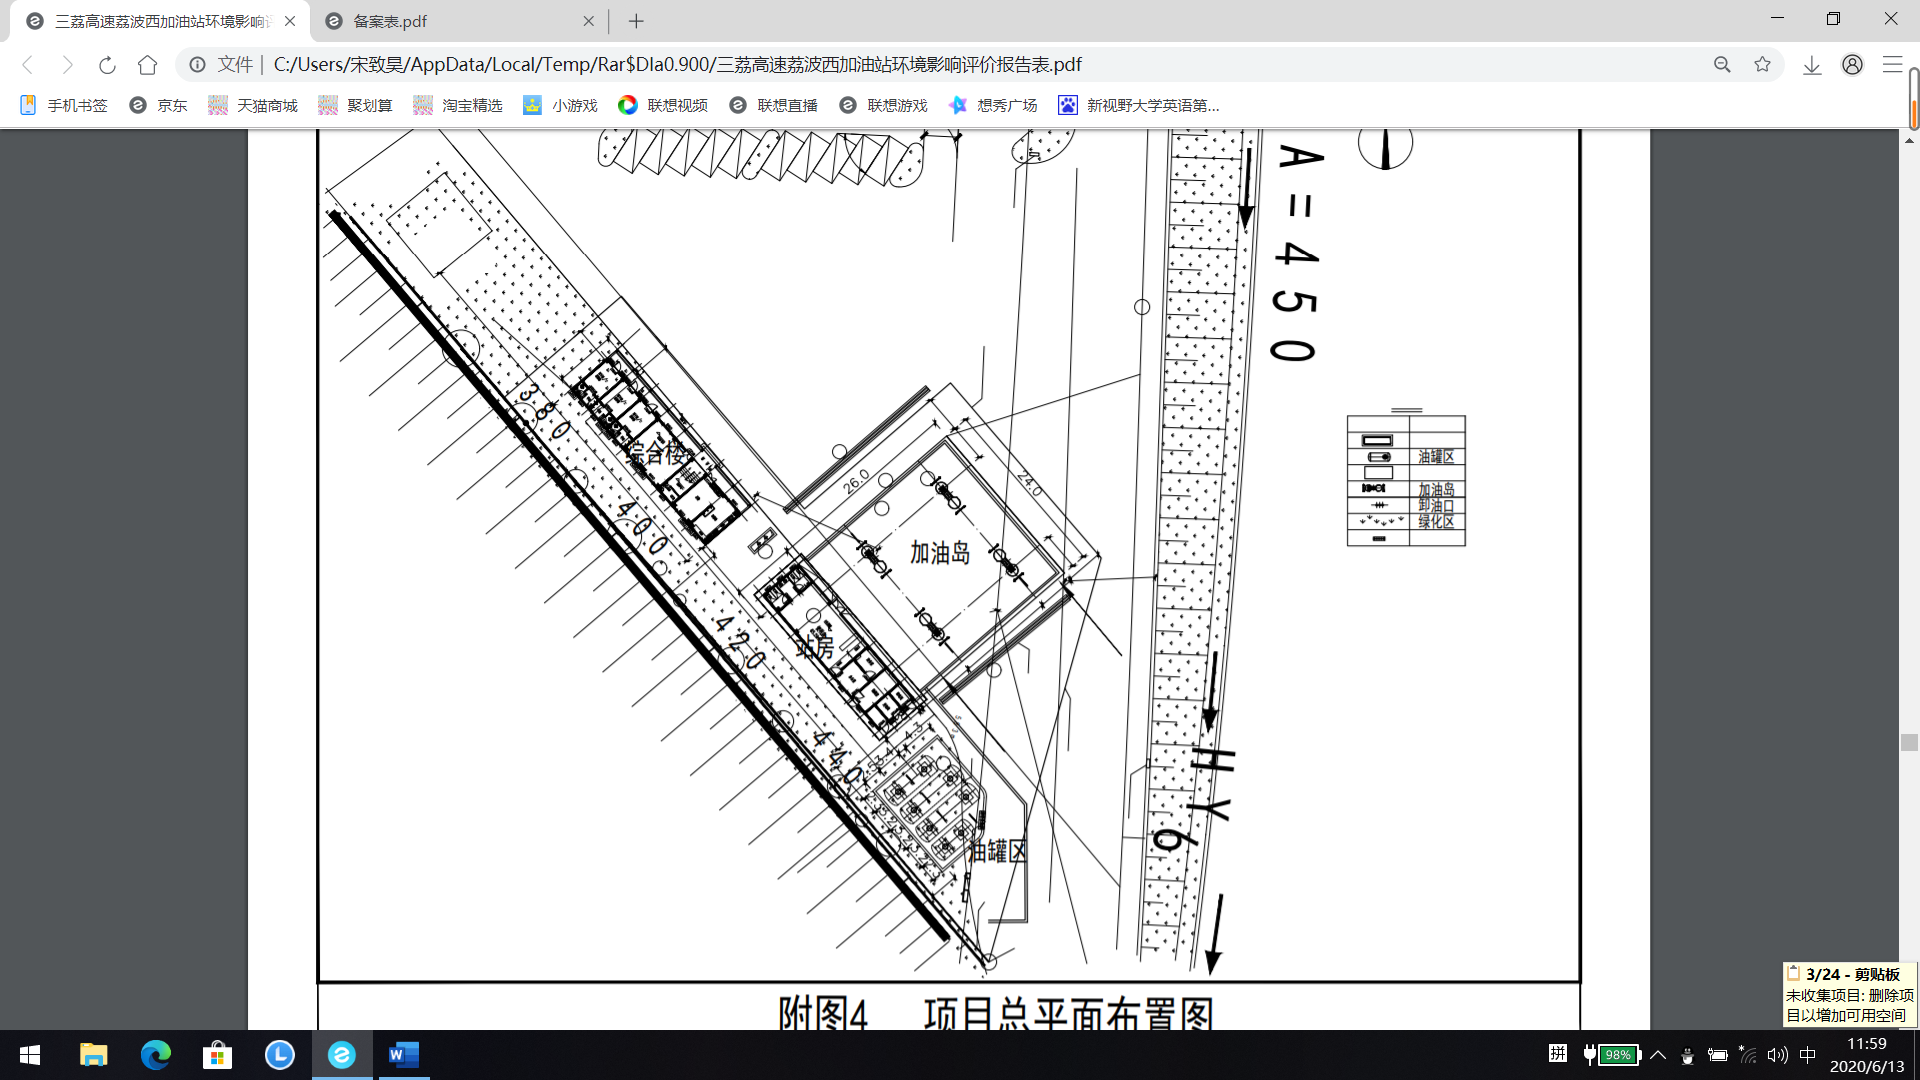 三荔高速荔波西加油站环境影响评
备案表.pdf
文件
C:/Users/宋致昊/AppData/Local/Temp/Rar$DIa0.900/三荔高速荔波西加油站环境影响评价报告表.pdf
手机书签
京东
天猫商城
聚划算
淘宝精选
小游戏
联想视频
联想直播
联想游戏
想秀广场
新视野大学英语第...
A=450
380
综合楼
26.0
24.0
油罐区
加油岛
卸油口
绿化区
400
加油岛
420
站房
440
HY6
油罐区
附图4 项目总平面布置图
3/24 - 剪贴板
未收集项目: 删除项
目以增加可用空间
拼
98%
中
11:59
2020/6/13